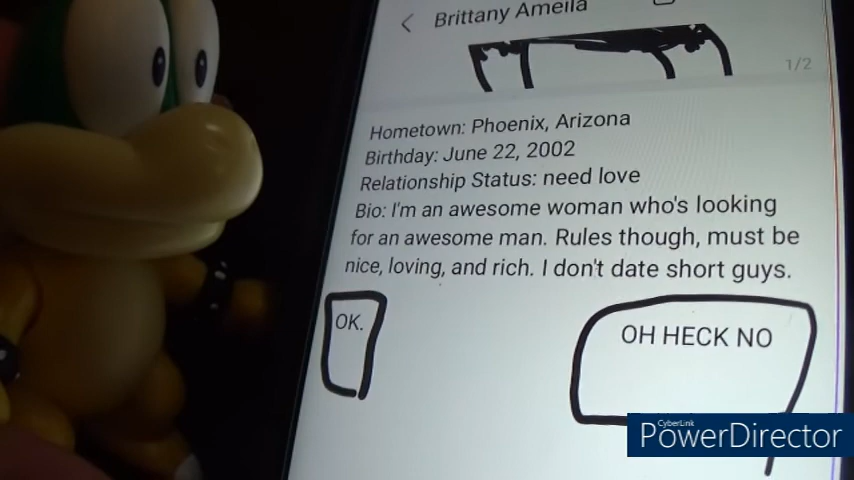 Brittany Ameila
1/2
Hometown: Phoenix, Arizona
Birthday: June 22, 2002
Relationship Status: need love
Bio: I'm an awesome woman who's looking
for an awesome man. Rules though, must be
nice, loving, and rich. I don't date short guys.
OK.
OH HECK NO
CyberLink
PowerDirector